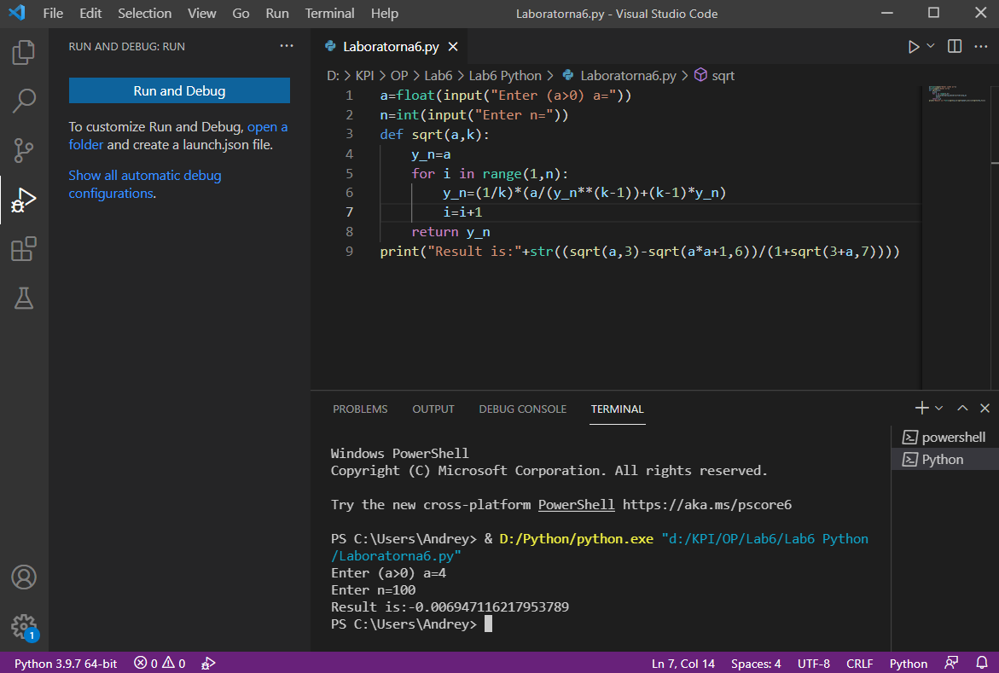 File Edit Selection View Go Run Terminal Help Laboratorna6.py - Visual Studio Code
RUN AND DEBUG: RUN ···
Run and Debug
To customize Run and Debug, open a
folder and create a launch.json file.
Show all automatic debug
configurations.
Laboratorna6.py
D: > KPI > OP > Lab6 > Lab6 Python > Laboratorna6.py > sqrt
1 a=float(input("Enter (a>0) a="))
2 n=int(input("Enter n="))
3 def sqrt(a,k):
4     y_n=a
5     for i in range(1,n):
6         y_n=(1/k)*(a/(y_n**(k-1))+(k-1)*y_n)
7         i=i+1
8     return y_n
9 print("Result is:"+str((sqrt(a,3)-sqrt(a*a+1,6))/(1+sqrt(3+a,7))))
PROBLEMS OUTPUT DEBUG CONSOLE TERMINAL
powershell
Python
Windows PowerShell
Copyright (C) Microsoft Corporation. All rights reserved.
Try the new cross-platform PowerShell https://aka.ms/pscore6
PS C:\Users\Andrey> & D:/Python/python.exe "d:/KPI/OP/Lab6/Lab6 Python
/Laboratorna6.py"
Enter (a>0) a=4
Enter n=100
Result is:-0.006947116217953789
PS C:\Users\Andrey>
1
Python 3.9.7 64-bit 0 0 Ln 7, Col 14 Spaces: 4 UTF-8 CRLF Python